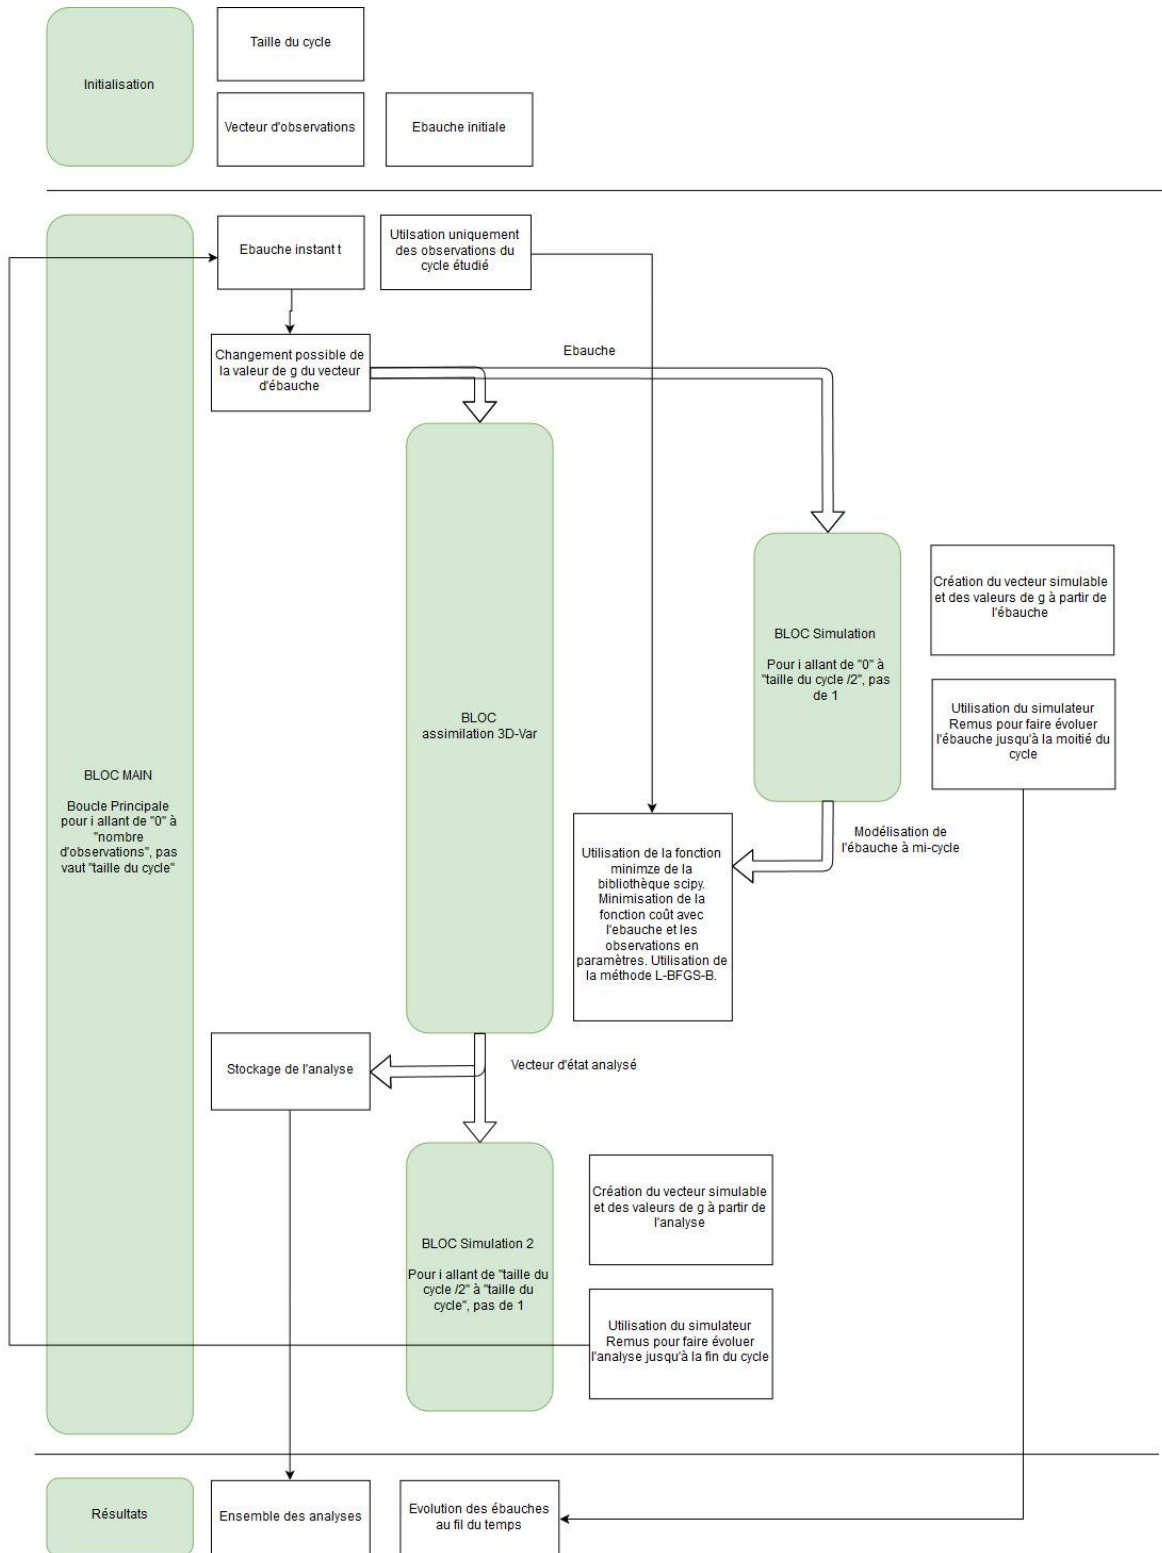 Taille du cycle
Initialisation
Vecteur d'observations
Ebauche initiale
Ebauche instant t
Utilsation uniquement
des observations du
cycle étudié
Changement possible de
la valeur de g du vecteur
d'ébauche
Ebauche
BLOC Simulation
Pour i allant de "0" à
"taille du cycle /2", pas
de 1
Création du vecteur simulable
et des valeurs de g à partir de
l'ébauche
Utilisation du simulateur
Remus pour faire évoluer
l'ébauche jusqu'à la moitié du
cycle
BLOC
assimilation 3D-Var
BLOC MAIN
Boucle Principale
pour i allant de "0" à
"nombre
d'observations", pas
vaut "taille du cycle"
Modélisation de
l'ébauche à mi-cycle
Utilisation de la fonction
minimze de la
bibliothèque scipy.
Minimisation de la
fonction coût avec
l'ebauche et les
observations en
paramètres. Utilisation de
la méthode L-BFGS-B.
Stockage de l'analyse
Vecteur d'état analysé
BLOC Simulation 2
Pour i allant de "taille du
cycle /2" à "taille du
cycle", pas de 1
Création du vecteur simulable
et des valeurs de g à partir de
l'analyse
Utilisation du simulateur
Remus pour faire évoluer
l'analyse jusqu'à la fin du cycle
Résultats
Ensemble des analyses
Evolution des ébauches
au fil du temps